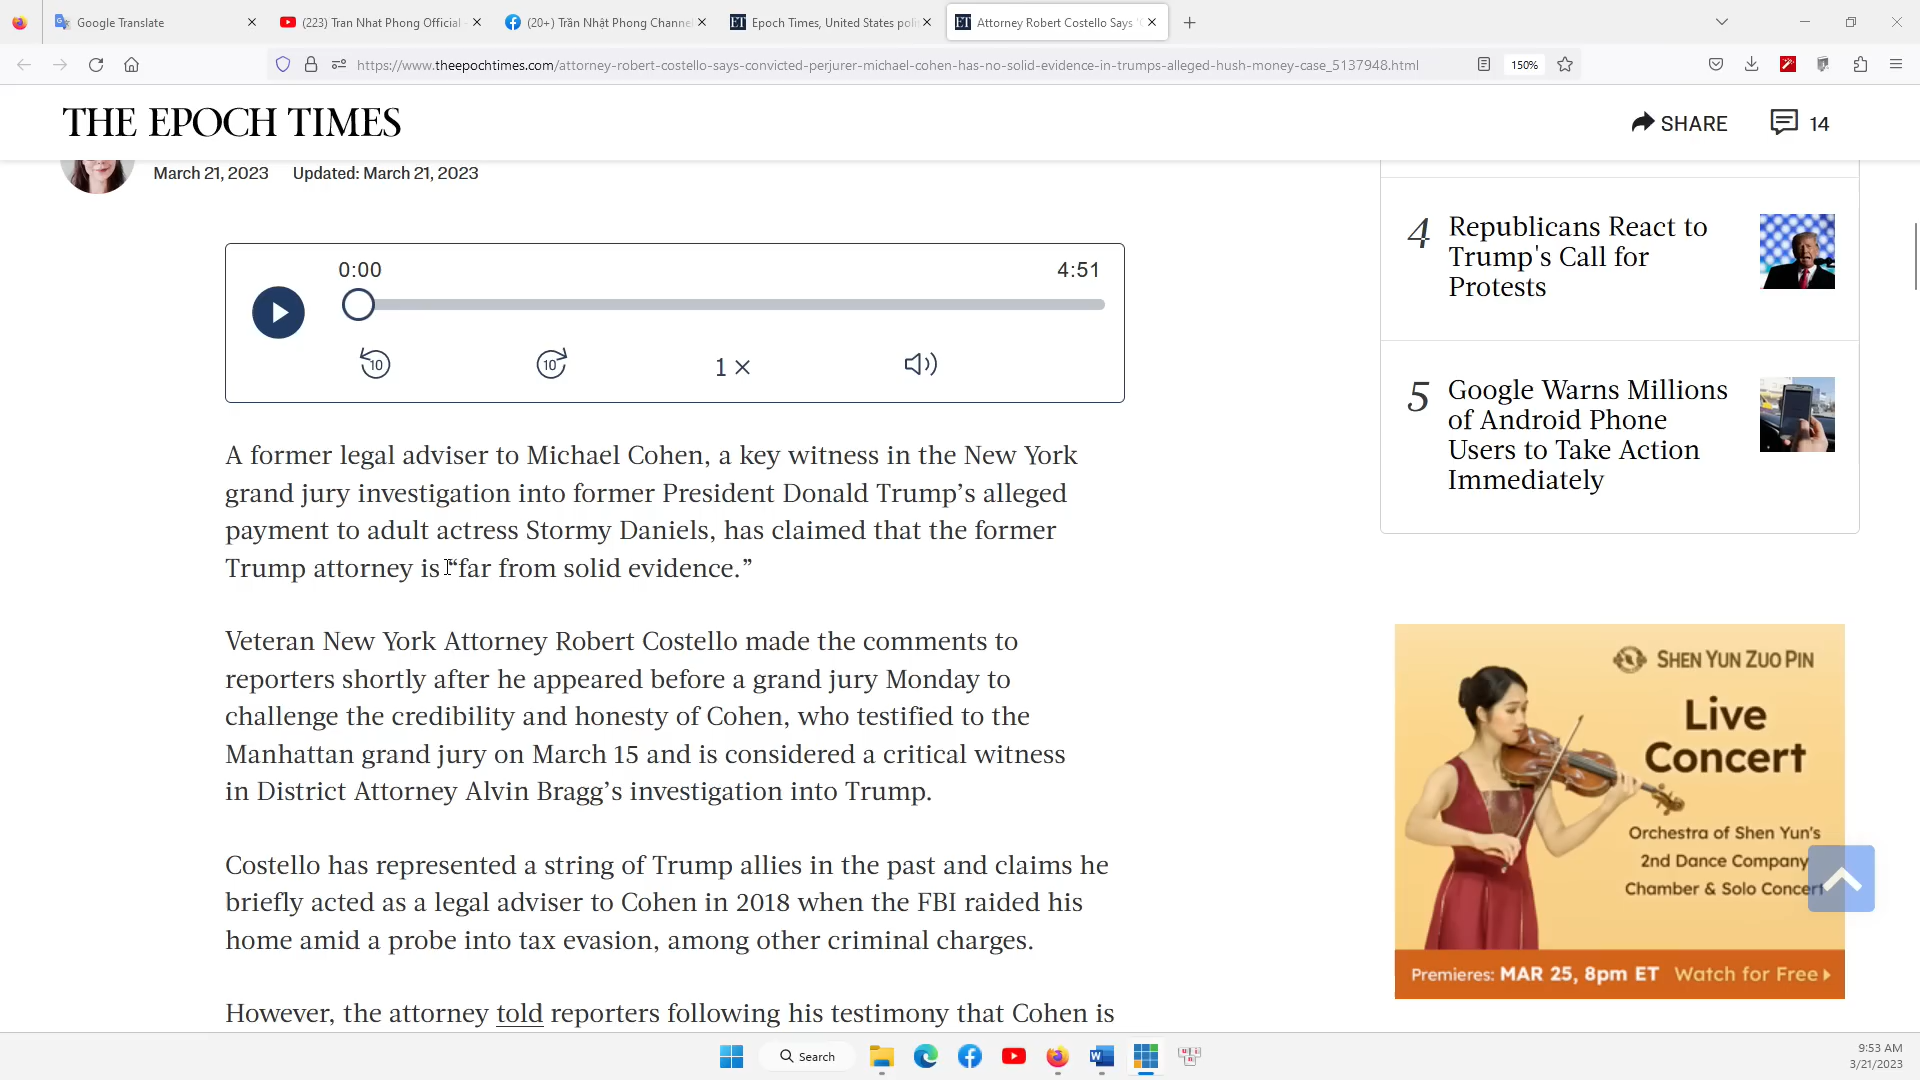 Google Translate
(223) Tran Nhat Phong Official -
(20+) Trần Nhật Phong Channel
Epoch Times, United States poli
Attorney Robert Costello Says 'C
https://www.theepochtimes.com/attorney-robert-costello-says-convicted-perjurer-michael-cohen-has-no-solid-evidence-in-trumps-alleged-hush-money-case_5137948.html
150%
THE EPOCH TIMES
SHARE
14
March 21, 2023 Updated: March 21, 2023
0:00
4:51
10
10
1 ×
A former legal adviser to Michael Cohen, a key witness in the New York
grand jury investigation into former President Donald Trump’s alleged
payment to adult actress Stormy Daniels, has claimed that the former
Trump attorney is “far from solid evidence.”
Veteran New York Attorney Robert Costello made the comments to
reporters shortly after he appeared before a grand jury Monday to
challenge the credibility and honesty of Cohen, who testified to the
Manhattan grand jury on March 15 and is considered a critical witness
in District Attorney Alvin Bragg’s investigation into Trump.
Costello has represented a string of Trump allies in the past and claims he
briefly acted as a legal adviser to Cohen in 2018 when the FBI raided his
home amid a probe into tax evasion, among other criminal charges.
However, the attorney told reporters following his testimony that Cohen is
4
Republicans React to
Trump's Call for
Protests
5
Google Warns Millions
of Android Phone
Users to Take Action
Immediately
SHEN YUN ZUO PIN
Live
Concert
Orchestra of Shen Yun's
2nd Dance Company
Chamber & Solo Concert
Premieres: MAR 25, 8pm ET Watch for Free
Search
9:53 AM
3/21/2023